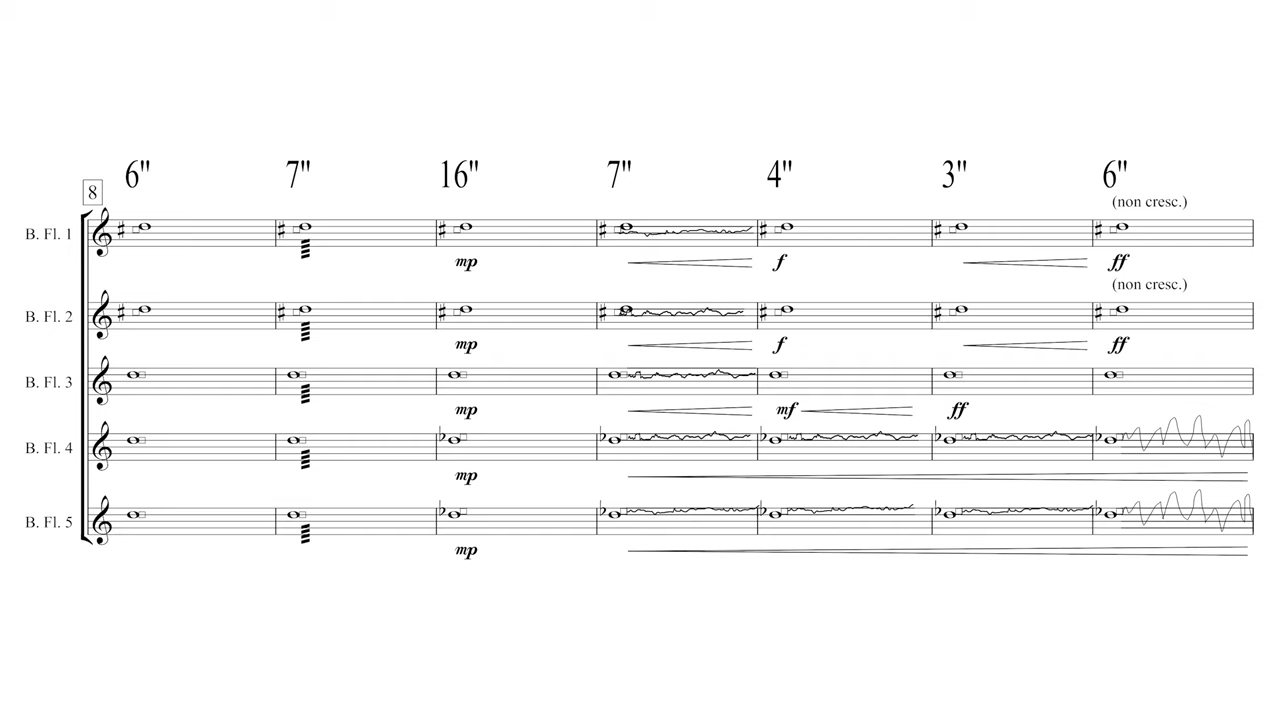 6" 7" 16" 7" 4" 3" 6"
8
(non cresc.)
B. Fl. 1
mp f ff
(non cresc.)
B. Fl. 2
mp f ff
B. Fl. 3
mp mf ff
B. Fl. 4
mp
B. Fl. 5
mp